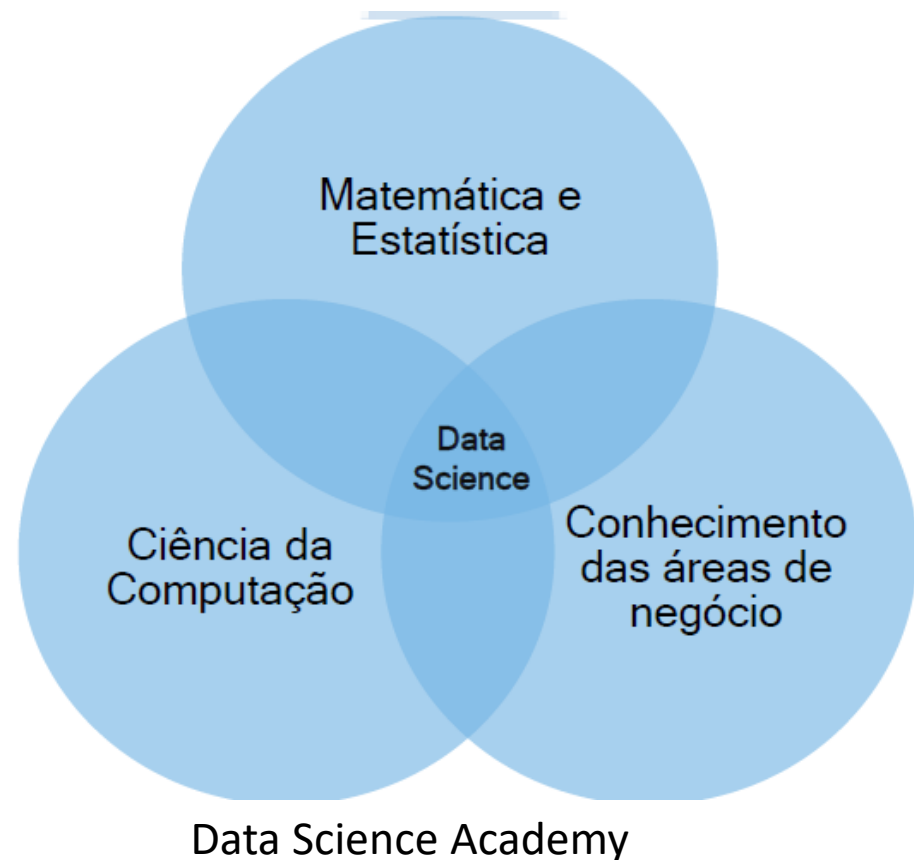 Matemática e
Estatística
Data
Science
Ciência da
Computação
Conhecimento
das áreas de
negócio
Data Science Academy